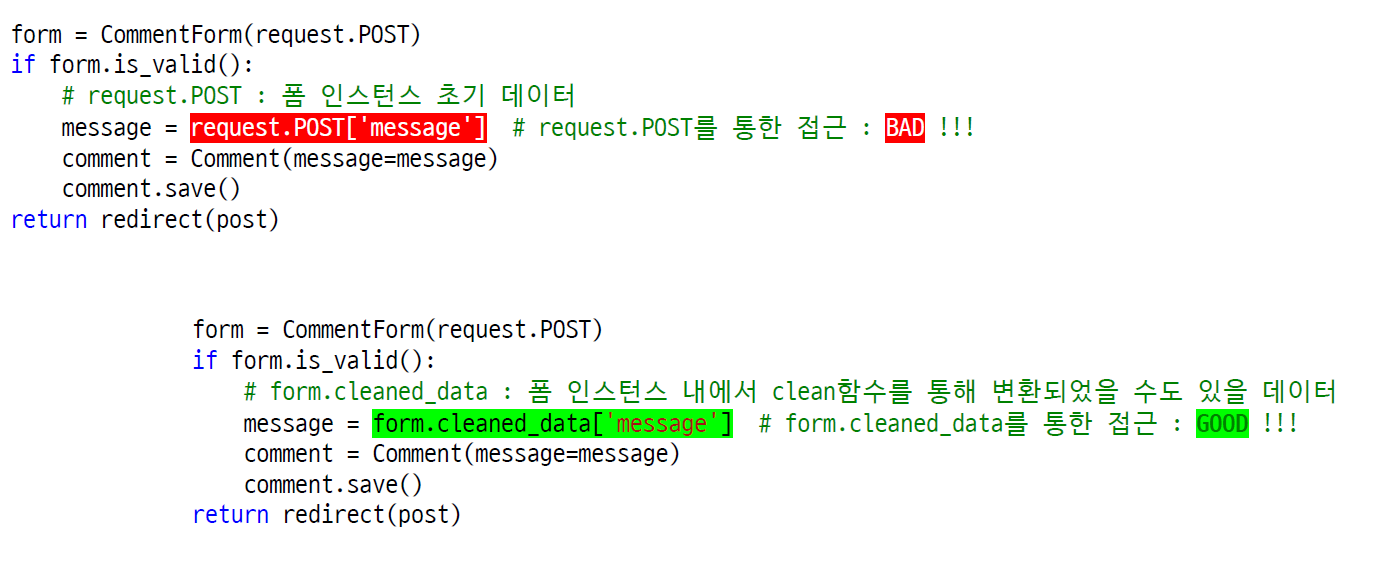 form = CommentForm(request.POST)
if form.is_valid():
    # request.POST : 폼 인스턴스 초기 데이터
    message = request.POST['message']  # request.POST를 통한 접근 : BAD !!!
    comment = Comment(message=message)
    comment.save()
return redirect(post)
form = CommentForm(request.POST)
if form.is_valid():
    # form.cleaned_data : 폼 인스턴스 내에서 clean함수를 통해 변환되었을 수도 있을 데이터
    message = form.cleaned_data['message']  # form.cleaned_data를 통한 접근 : GOOD !!!
    comment = Comment(message=message)
    comment.save()
return redirect(post)